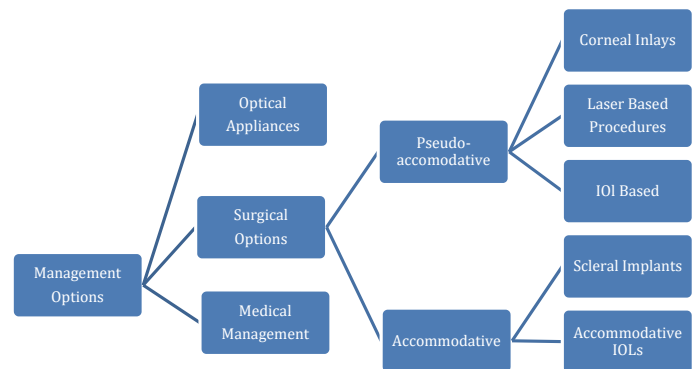 Management
Options
Optical
Appliances
Surgical
Options
Medical
Management
Pseudo-
accomodative
Accommodative
Corneal Inlays
Laser Based
Procedures
IOl Based
Scleral Implants
Accommodative
IOLs